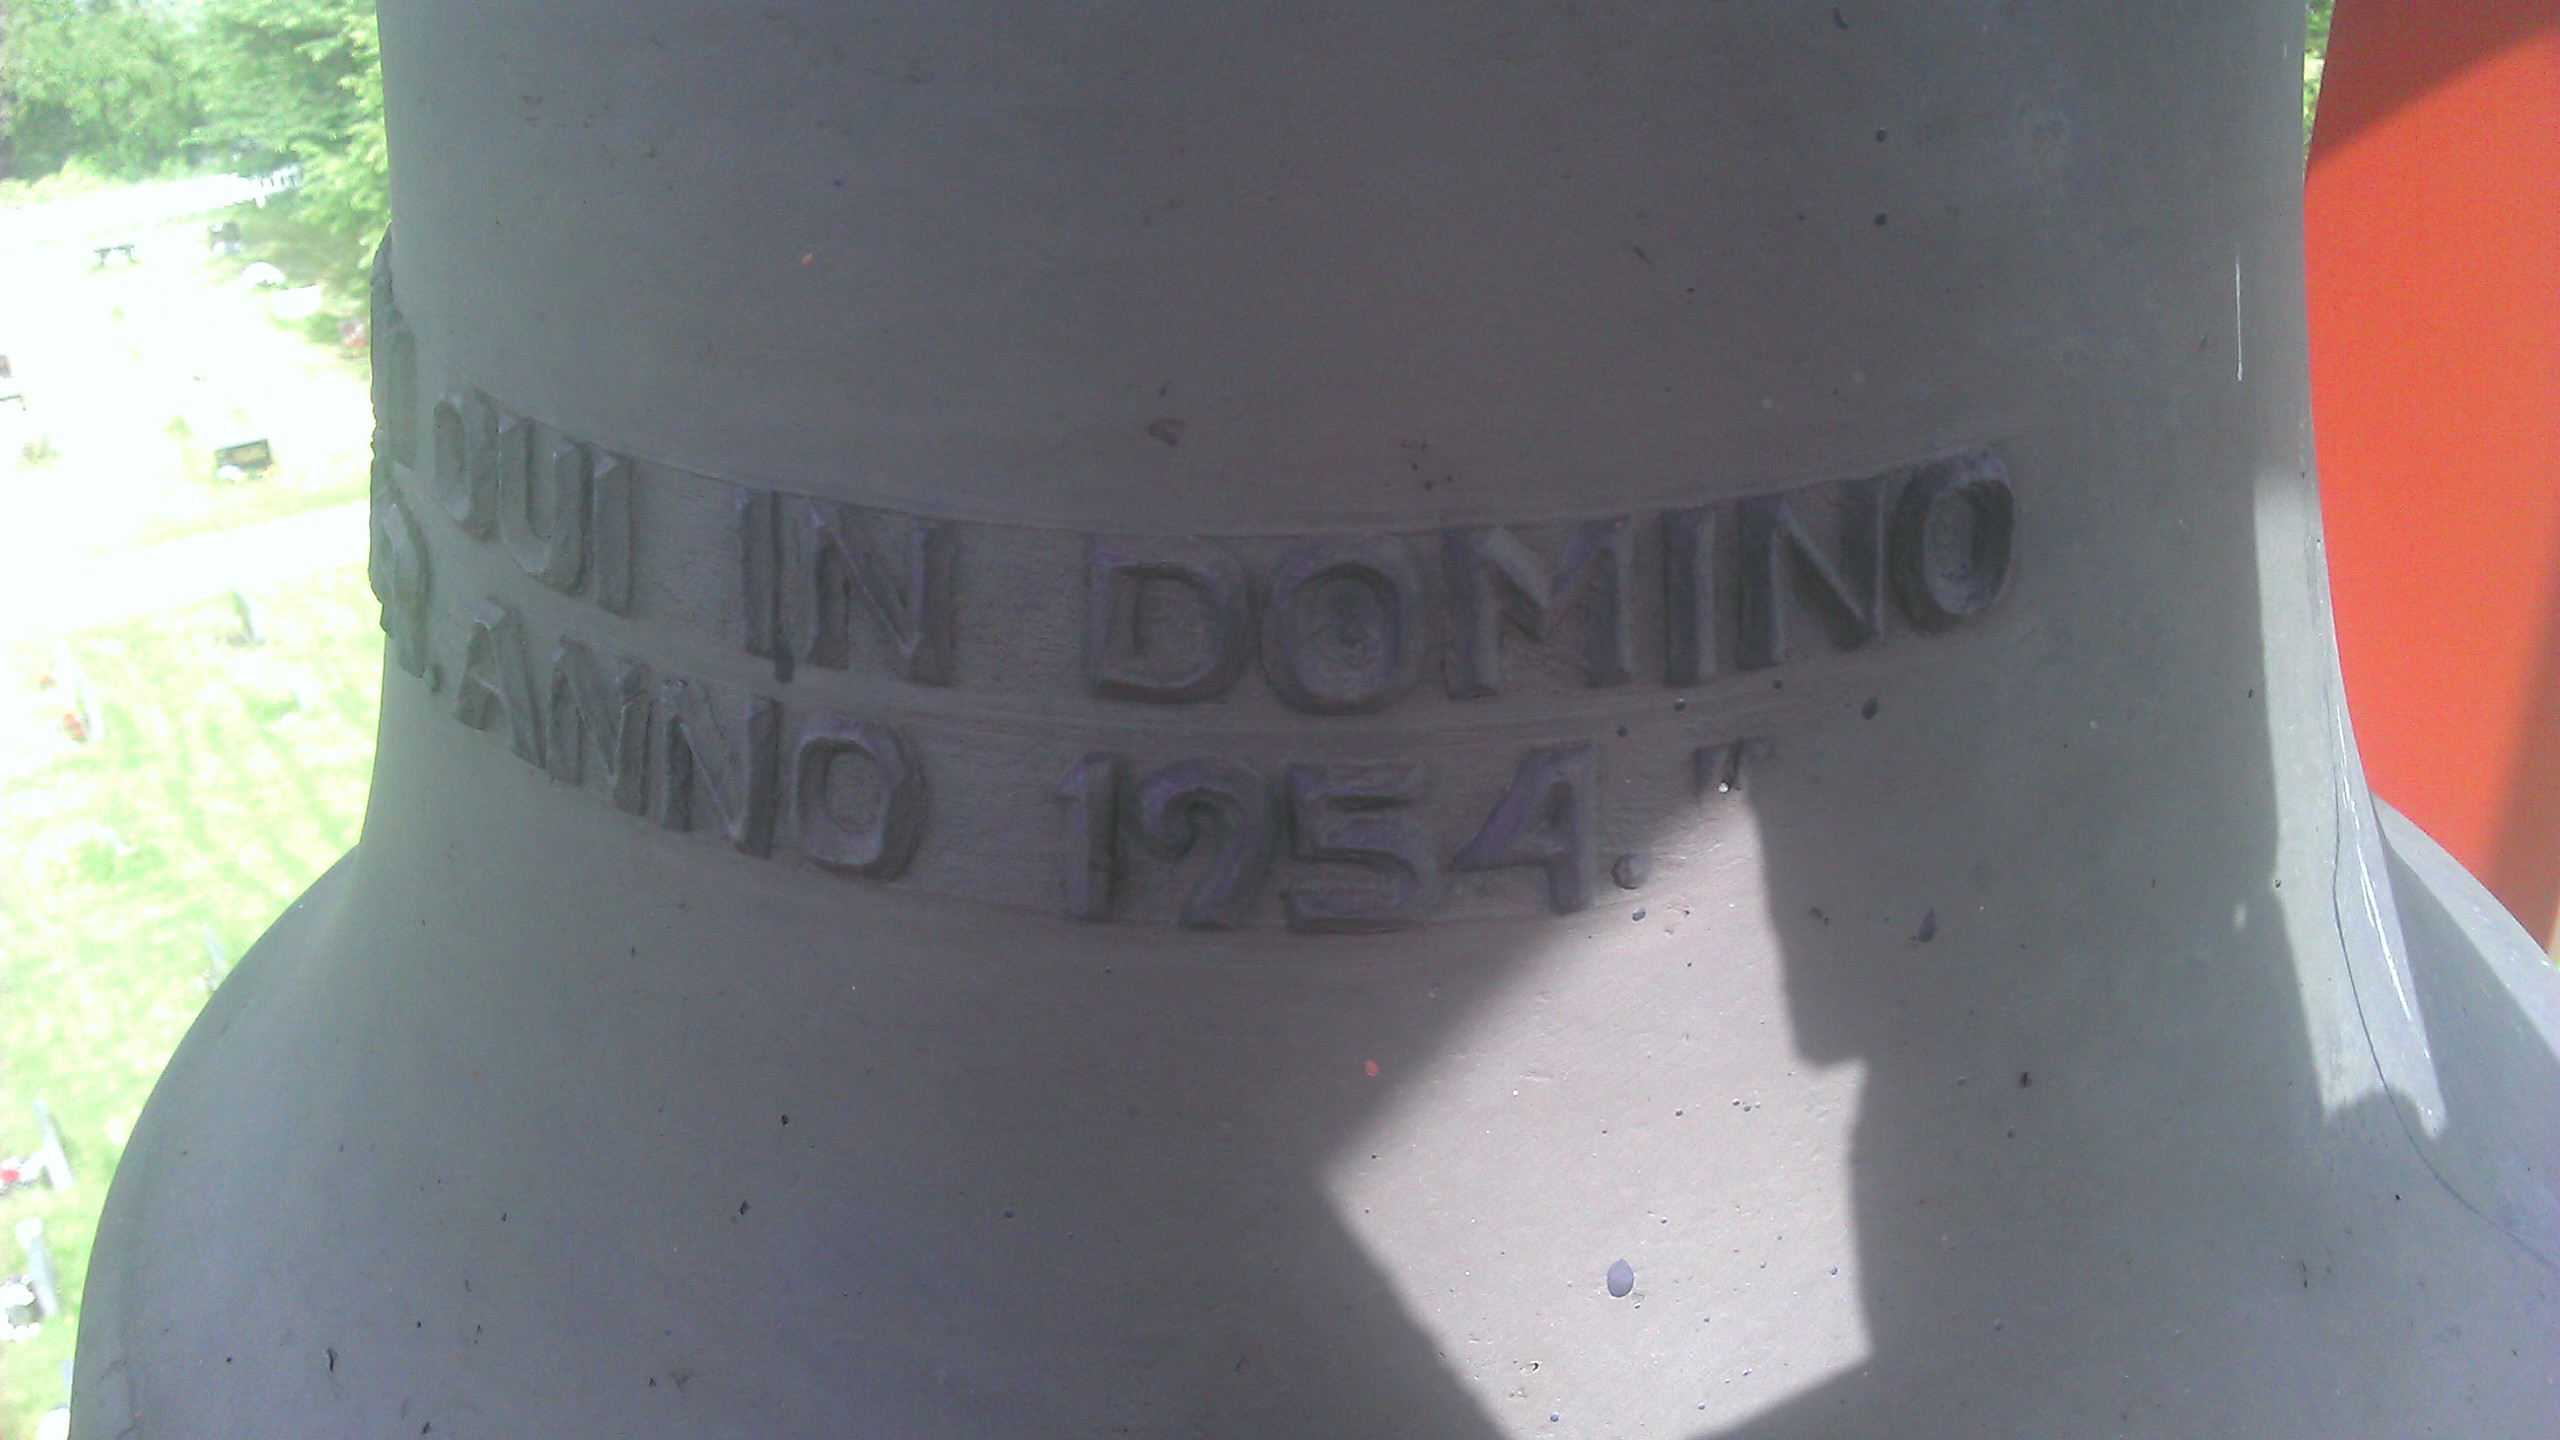 QUI IN DOMINO
R. ANNO 1954."